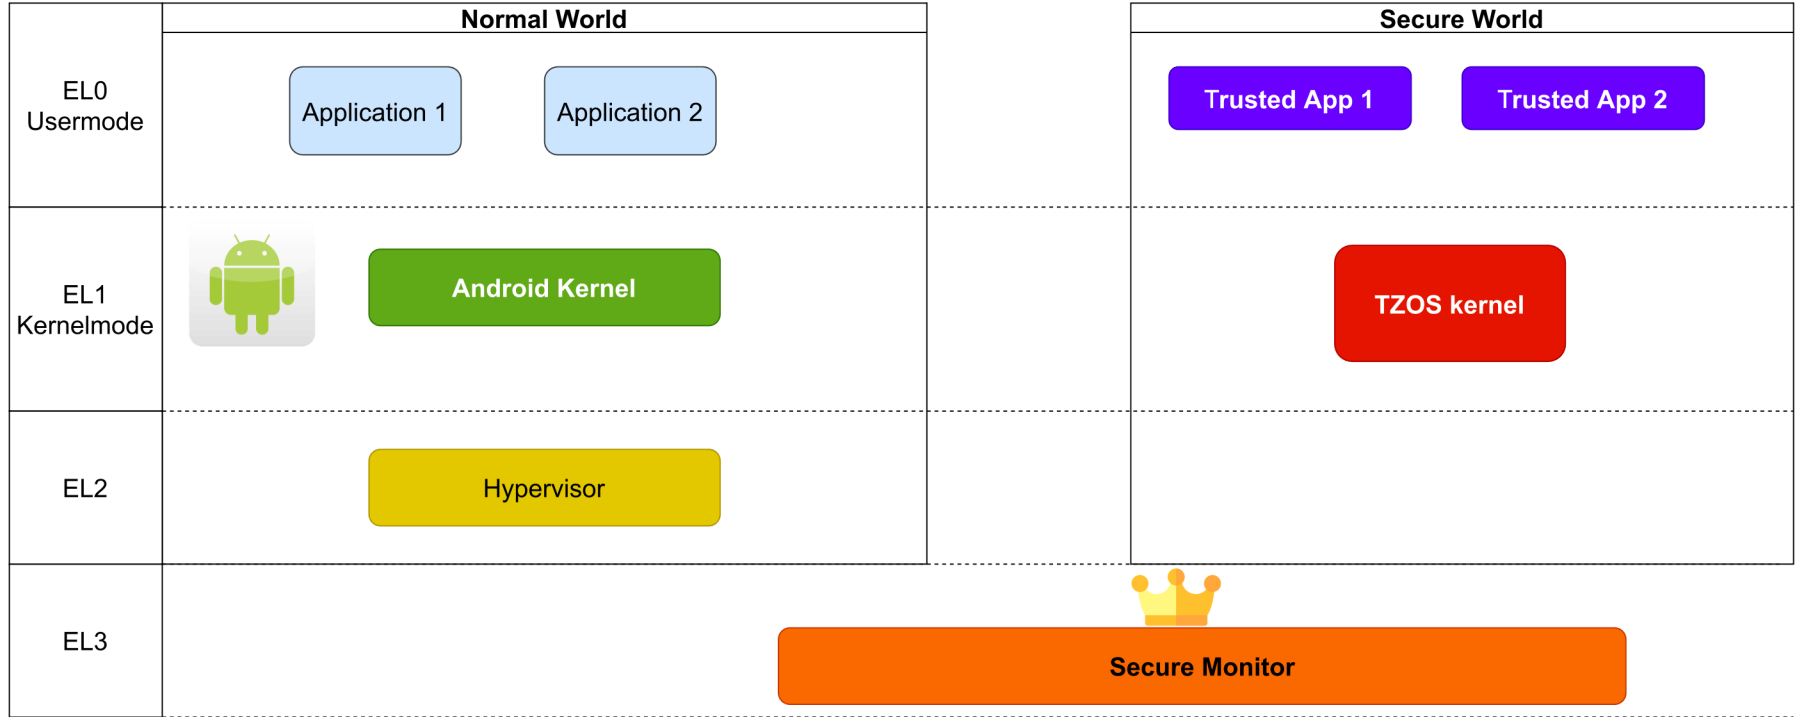 Normal World
Secure World
EL0
Usermode
Application 1
Application 2
Trusted App 1
Trusted App 2
EL1
Kernelmode
Android Kernel
TZOS kernel
EL2
Hypervisor
EL3
Secure Monitor